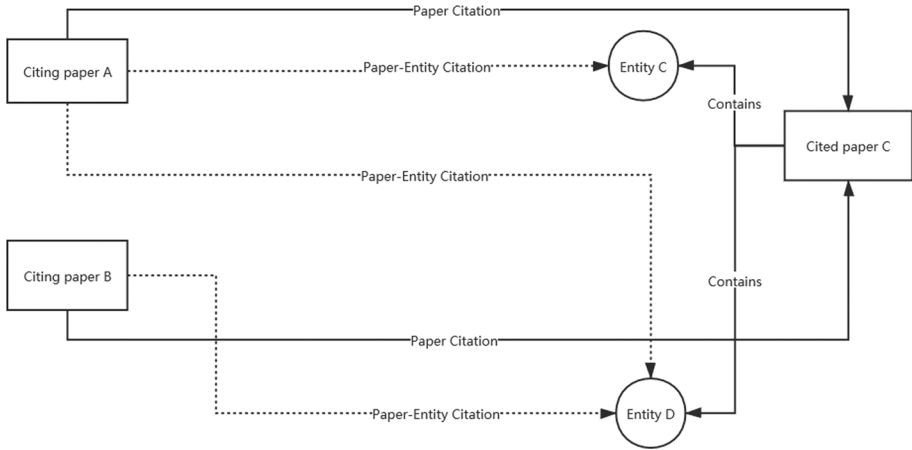 Paper Citation
Citing paper A
Paper-Entity Citation
Entity C
Contains
Cited paper C
Paper-Entity Citation
Citing paper B
Contains
Paper Citation
Paper-Entity Citation
Entity D